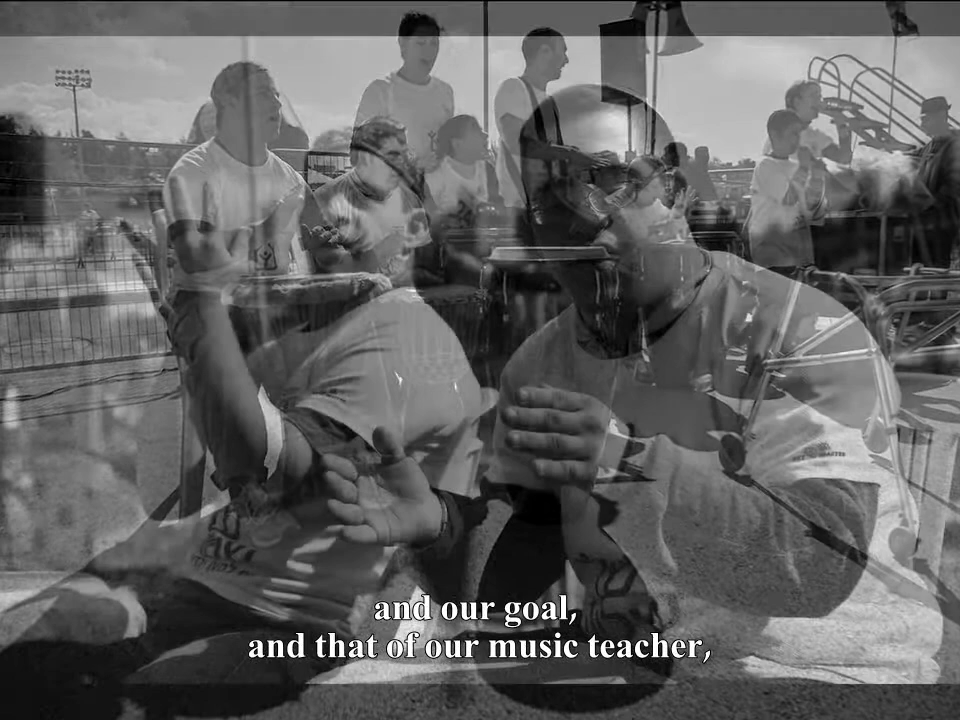 and our goal,
and that of our music teacher,